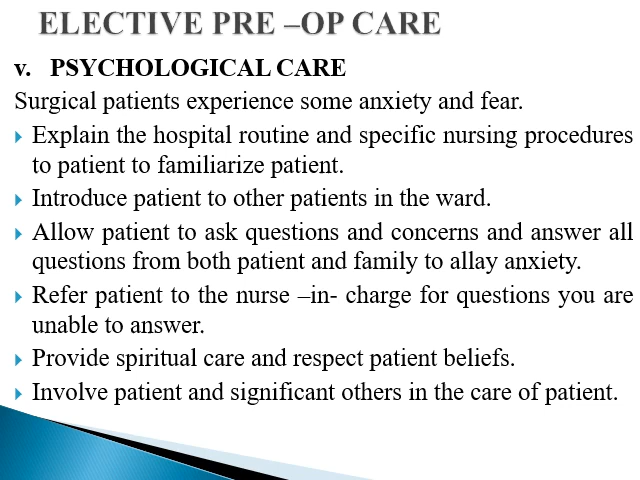 ELECTIVE PRE –OP CARE
v. PSYCHOLOGICAL CARE
Surgical patients experience some anxiety and fear.
Explain the hospital routine and specific nursing procedures
to patient to familiarize patient.
Introduce patient to other patients in the ward.
Allow patient to ask questions and concerns and answer all
questions from both patient and family to allay anxiety.
Refer patient to the nurse –in- charge for questions you are
unable to answer.
Provide spiritual care and respect patient beliefs.
Involve patient and significant others in the care of patient.